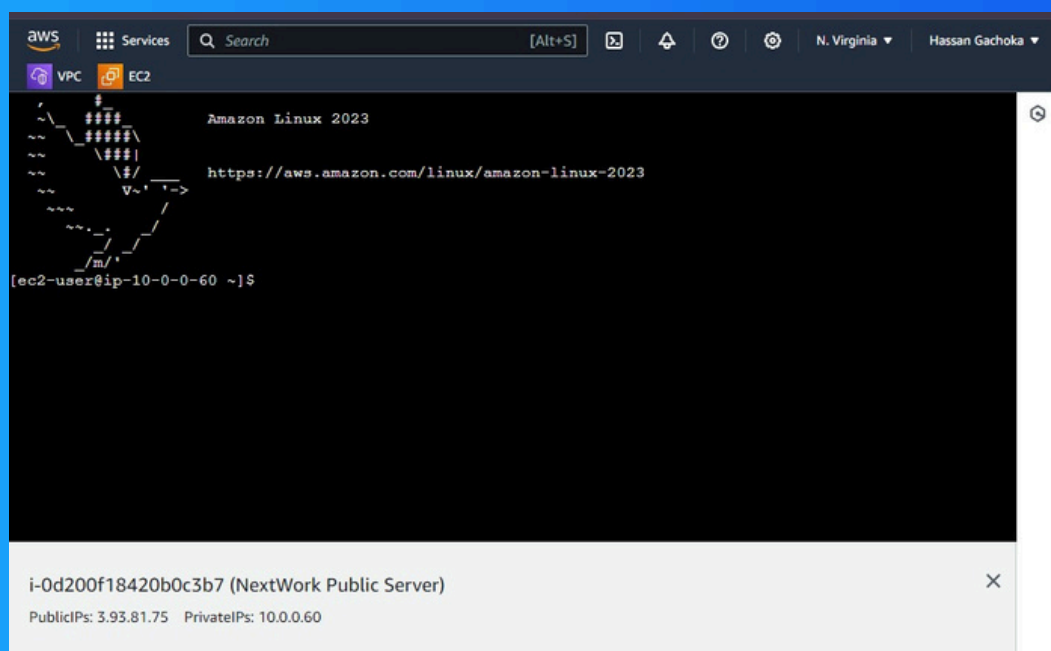 aws Services Search [Alt+S] N. Virginia Hassan Gachoka
VPC EC2
   ,     #_
   ~\_  ####_        Amazon Linux 2023
  ~~  \_#####\
  ~~     \###|
  ~~       \#/ ___   https://aws.amazon.com/linux/amazon-linux-2023
   ~~       V~' '->
    ~~~         /
      ~~._.   _/
         _/ _/
       _/m/'
[ec2-user@ip-10-0-0-60 ~]$
i-0d200f18420b0c3b7 (NextWork Public Server)
PublicIPs: 3.93.81.75 PrivateIPs: 10.0.0.60